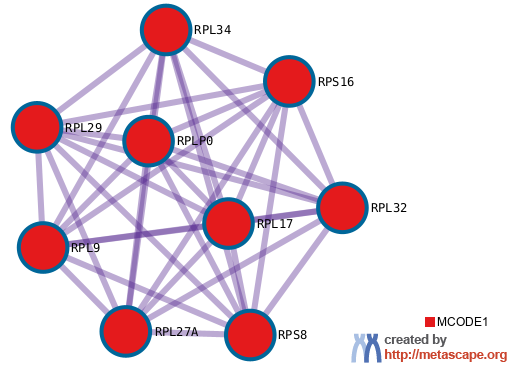 RPL34
RPS16
RPL29
RPLP0
RPL32
RPL17
RPL9
RPL27A
RPS8
MCODE1
created by
http://metascape.org